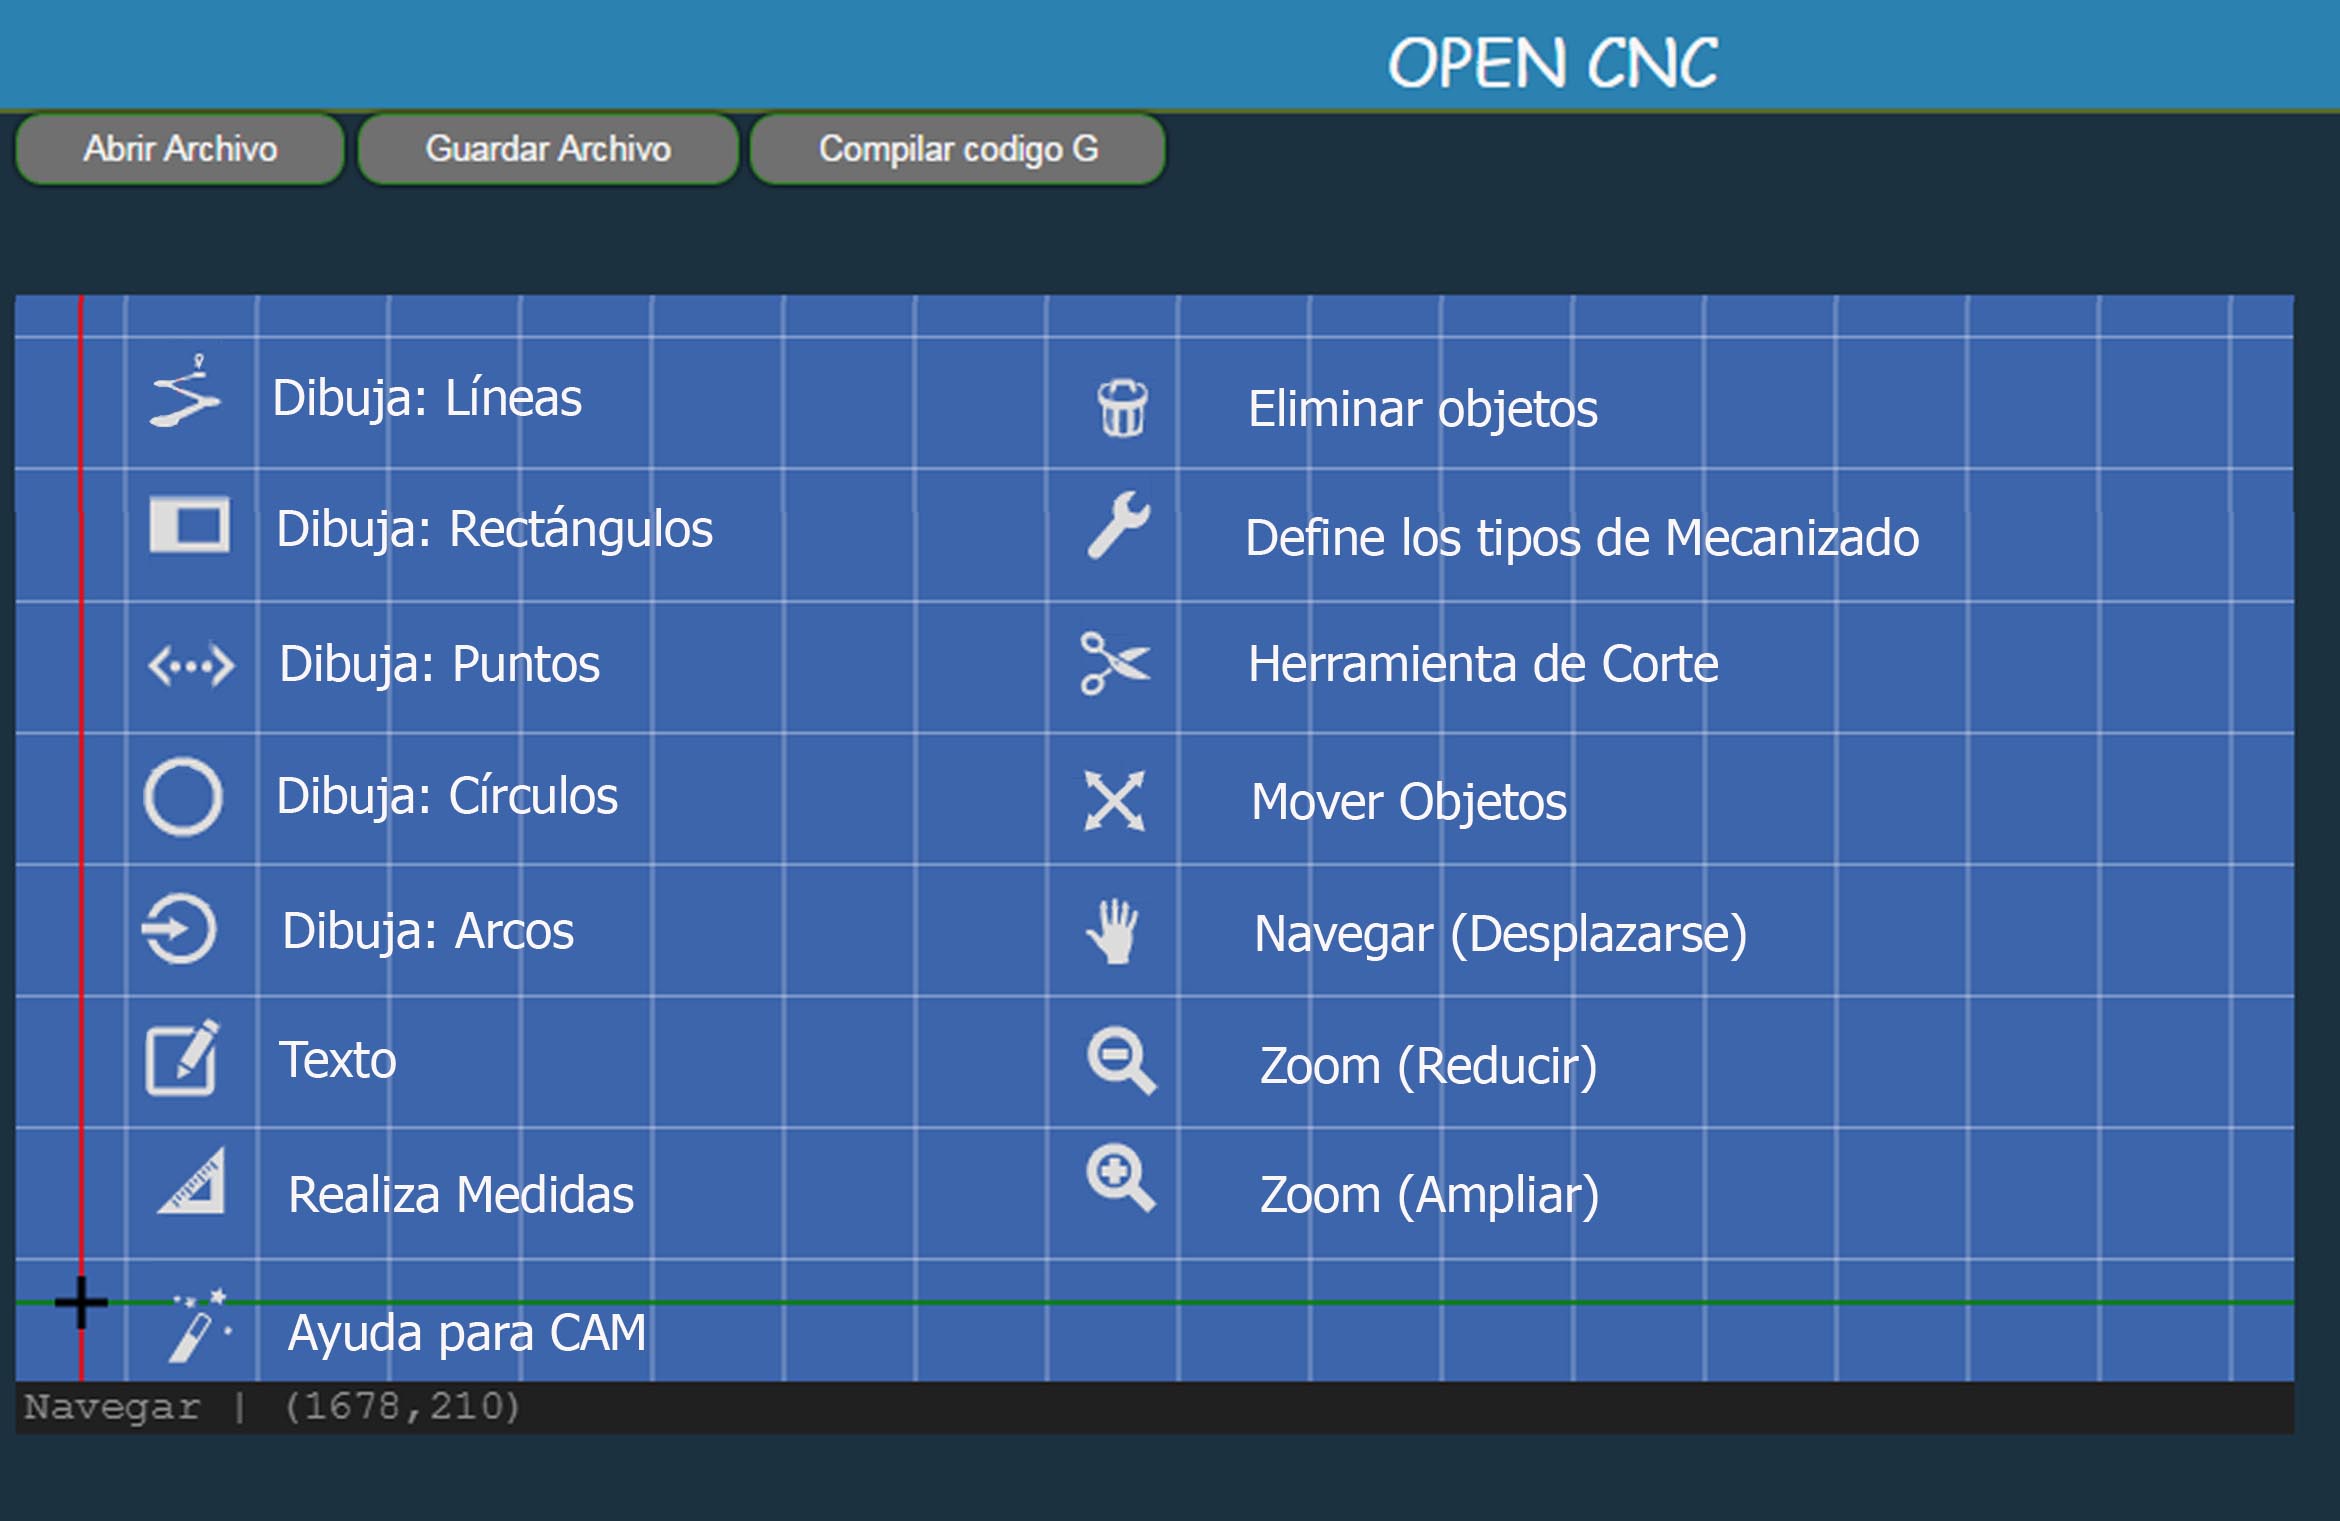 OPEN CNC
Abrir Archivo
Guardar Archivo
Compilar codigo G
Dibuja: Líneas
Dibuja: Rectángulos
Dibuja: Puntos
Dibuja: Círculos
Dibuja: Arcos
Texto
Realiza Medidas
Ayuda para CAM
Eliminar objetos
Define los tipos de Mecanizado
Herramienta de Corte
Mover Objetos
Navegar (Desplazarse)
Zoom (Reducir)
Zoom (Ampliar)
Navegar | (1678,210)